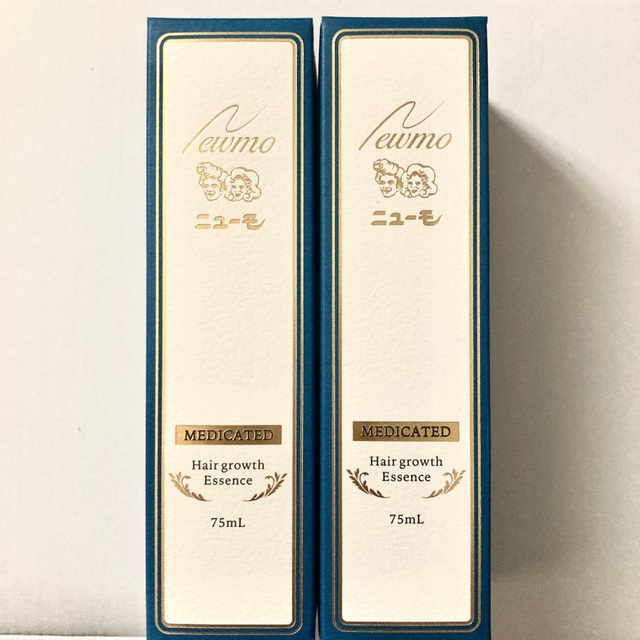 Newmo
ニューモ
MEDICATED
Hair growth
Essence
75mL
Newmo
ニューモ
MEDICATED
Hair growth
Essence
75mL